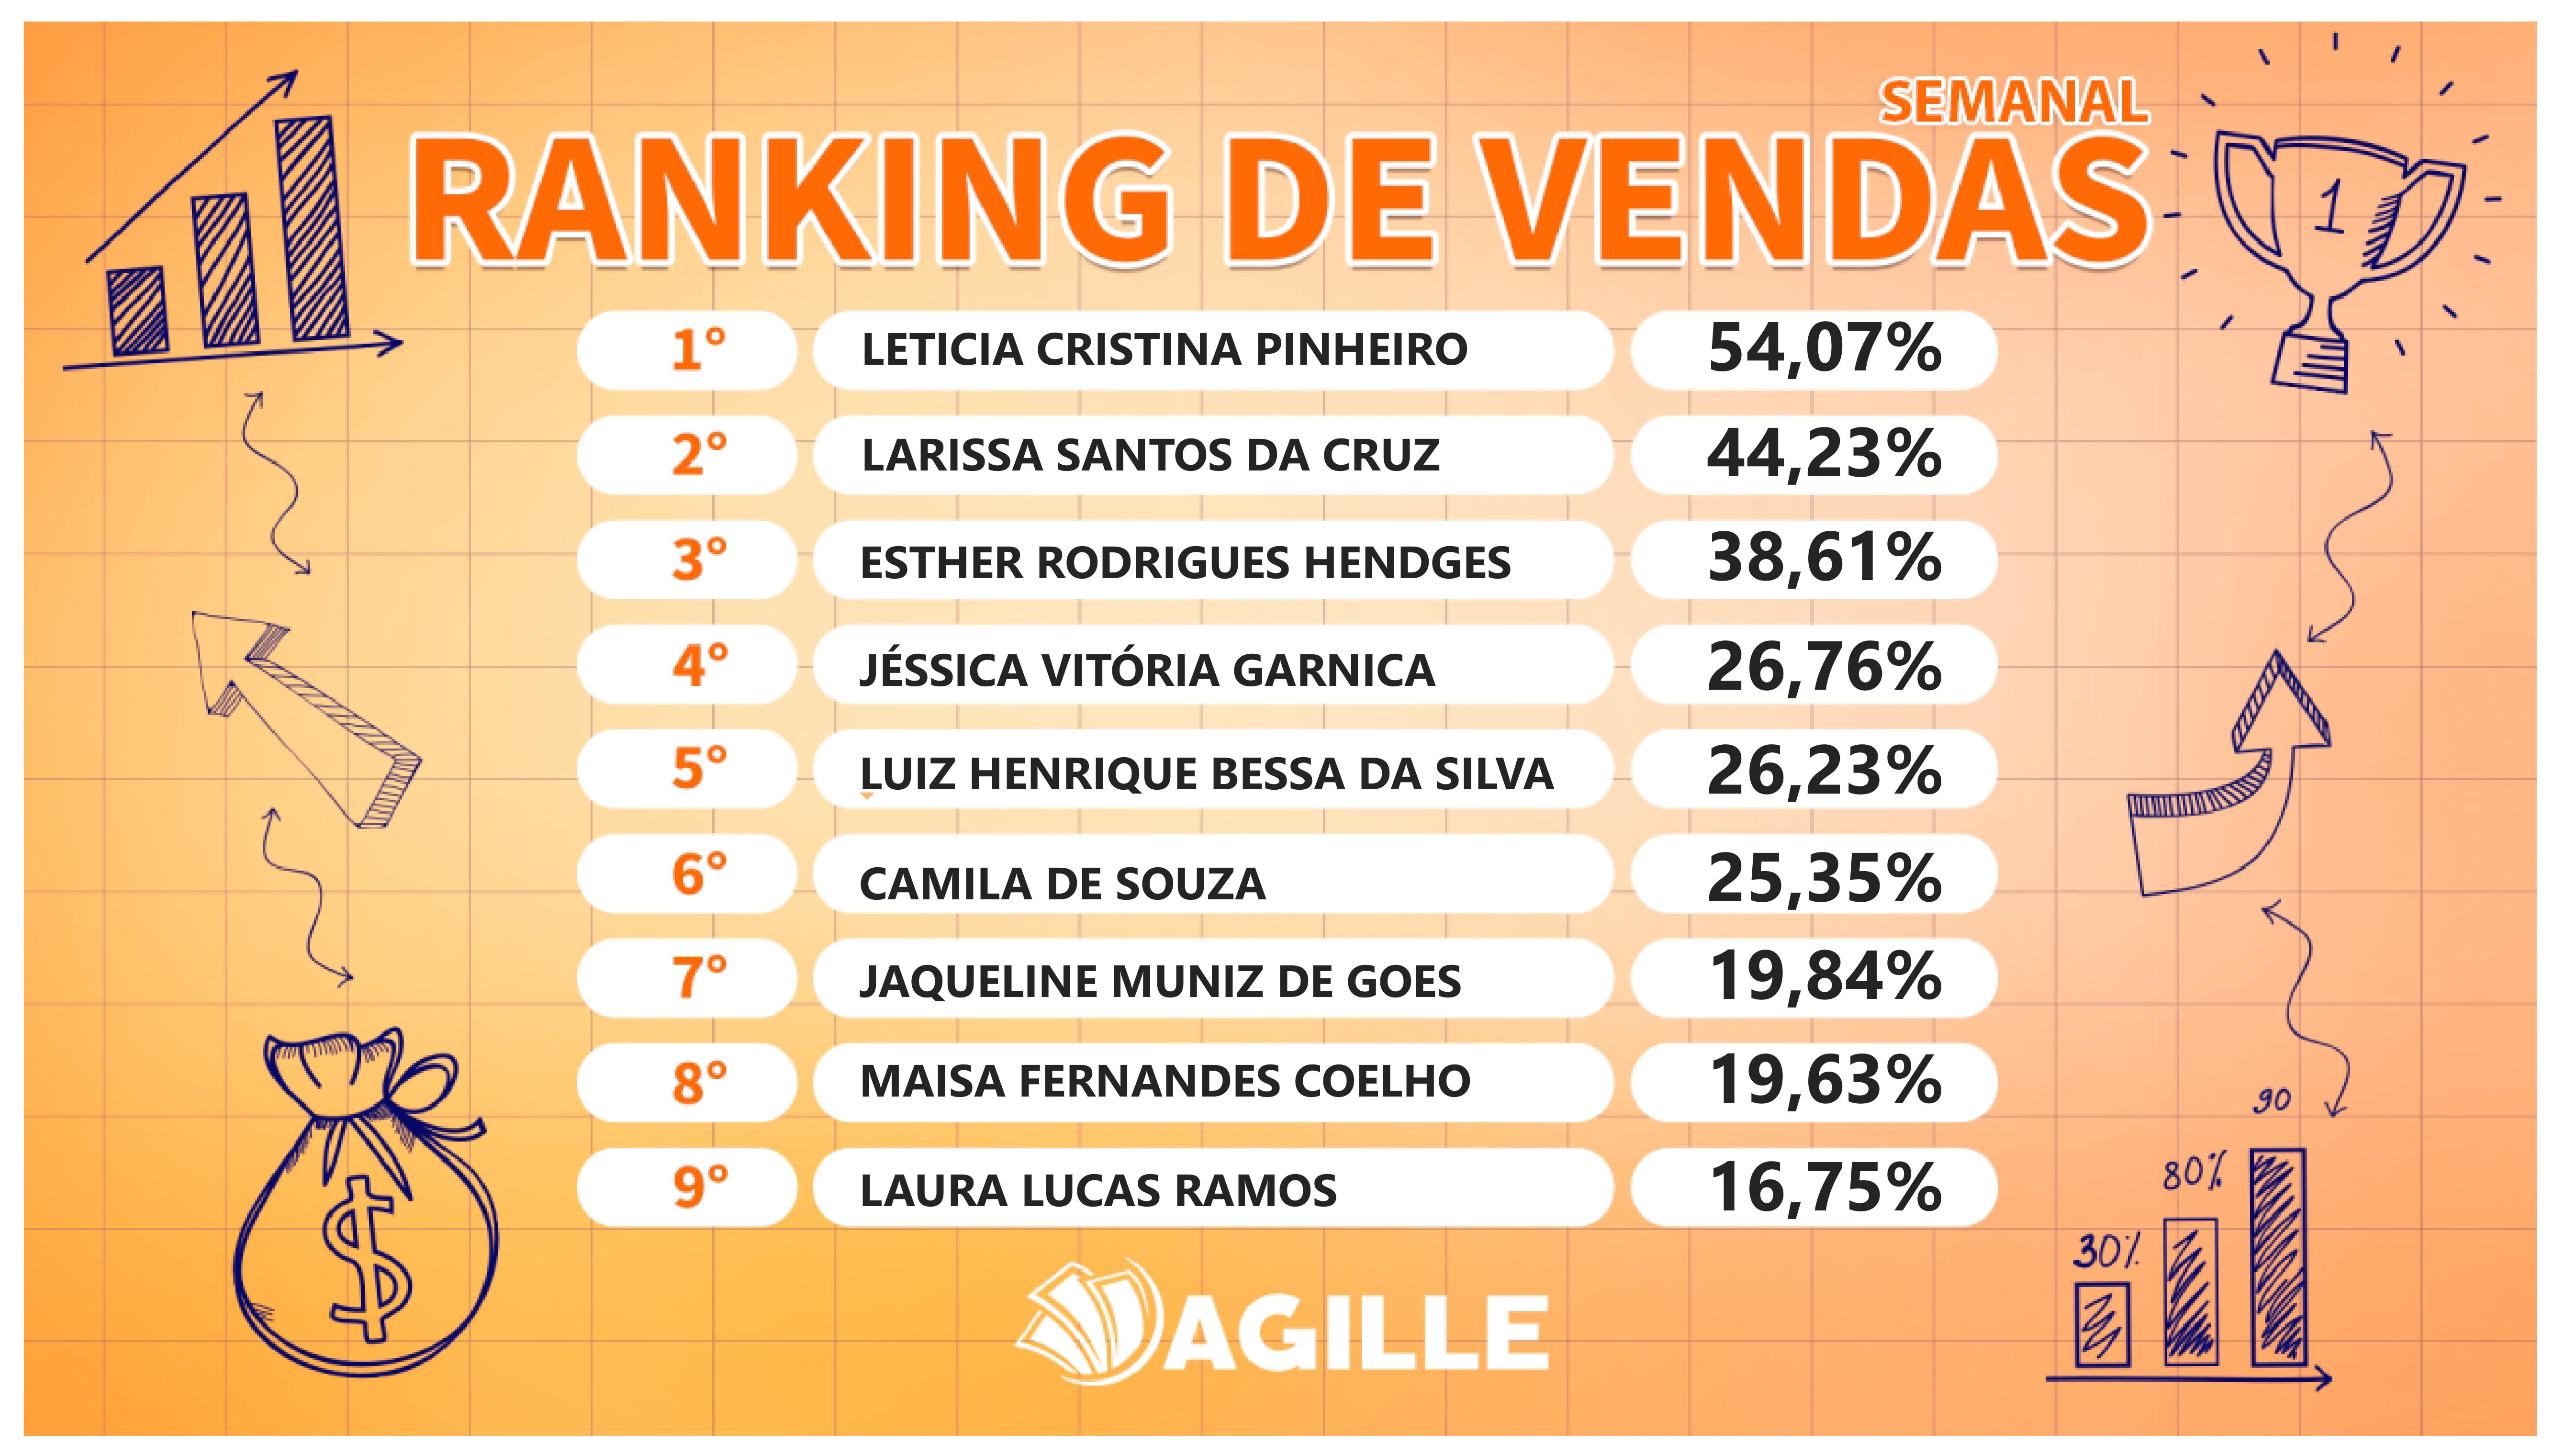 SEMANAL
RANKING DE VENDAS
1
1° LETICIA CRISTINA PINHEIRO 54,07%
2° LARISSA SANTOS DA CRUZ 44,23%
3° ESTHER RODRIGUES HENDGES 38,61%
4° JÉSSICA VITÓRIA GARNICA 26,76%
5° LUIZ HENRIQUE BESSA DA SILVA 26,23%
6° CAMILA DE SOUZA 25,35%
7° JAQUELINE MUNIZ DE GOES 19,84%
8° MAISA FERNANDES COELHO 19,63%
9° LAURA LUCAS RAMOS 16,75%
$
90
80%
30%
AGILLE